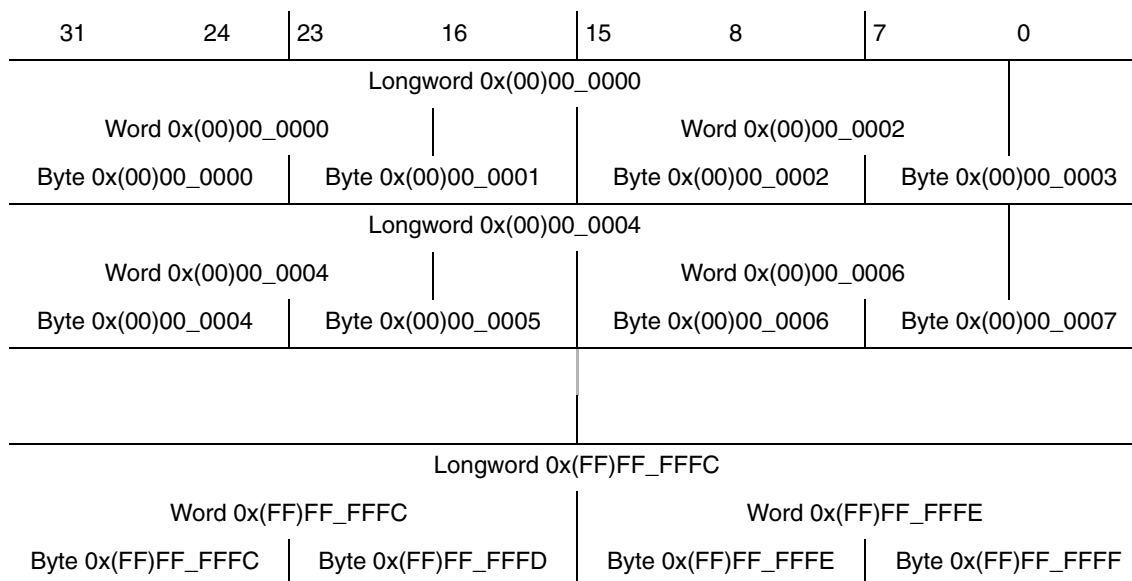 31 24 23 16 15 8 7 0
Longword 0x(00)00_0000
Word 0x(00)00_0000 Word 0x(00)00_0002
Byte 0x(00)00_0000 Byte 0x(00)00_0001 Byte 0x(00)00_0002 Byte 0x(00)00_0003
Longword 0x(00)00_0004
Word 0x(00)00_0004 Word 0x(00)00_0006
Byte 0x(00)00_0004 Byte 0x(00)00_0005 Byte 0x(00)00_0006 Byte 0x(00)00_0007
Longword 0x(FF)FF_FFFC
Word 0x(FF)FF_FFFC Word 0x(FF)FF_FFFE
Byte 0x(FF)FF_FFFC Byte 0x(FF)FF_FFFD Byte 0x(FF)FF_FFFE Byte 0x(FF)FF_FFFF